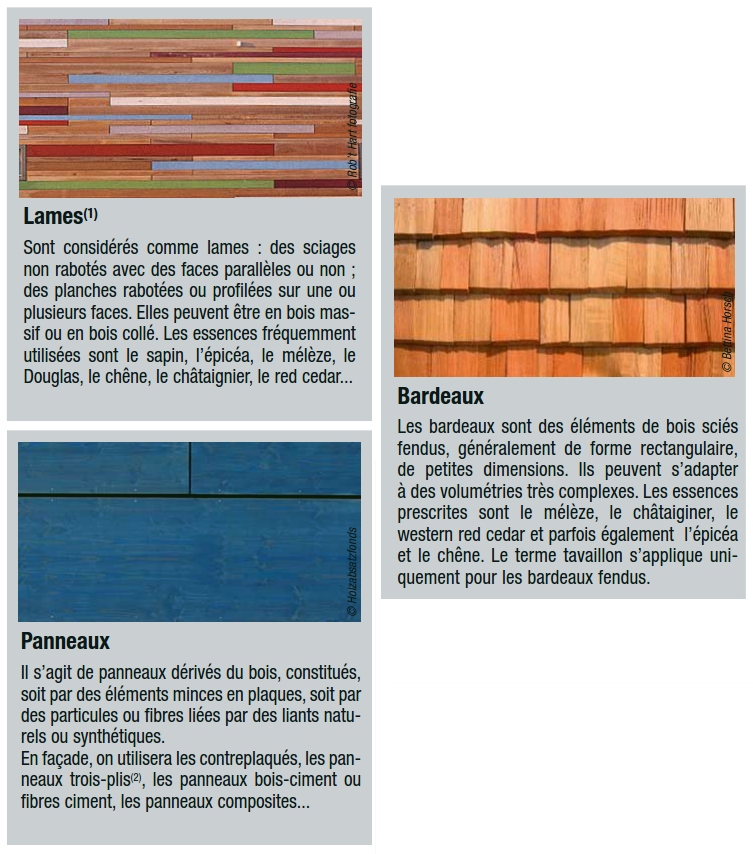 © Rob't Hart fotografie
Lames(1)
Sont considérés comme lames : des sciages
non rabotés avec des faces parallèles ou non ;
des planches rabotées ou profilées sur une ou
plusieurs faces. Elles peuvent être en bois mas-
sif ou en bois collé. Les essences fréquemment
utilisées sont le sapin, l’épicéa, le mélèze, le
Douglas, le chêne, le châtaignier, le red cedar...
© Holzabsatzfonds
Panneaux
Il s’agit de panneaux dérivés du bois, constitués,
soit par des éléments minces en plaques, soit par
des particules ou fibres liées par des liants natu-
rels ou synthétiques.
En façade, on utilisera les contreplaqués, les pan-
neaux trois-plis(2), les panneaux bois-ciment ou
fibres ciment, les panneaux composites...
© Bettina Horsch
Bardeaux
Les bardeaux sont des éléments de bois sciés
fendus, généralement de forme rectangulaire,
de petites dimensions. Ils peuvent s’adapter
à des volumétries très complexes. Les essences
prescrites sont le mélèze, le châtaiginer, le
western red cedar et parfois également l’épicéa
et le chêne. Le terme tavaillon s’applique uni-
quement pour les bardeaux fendus.